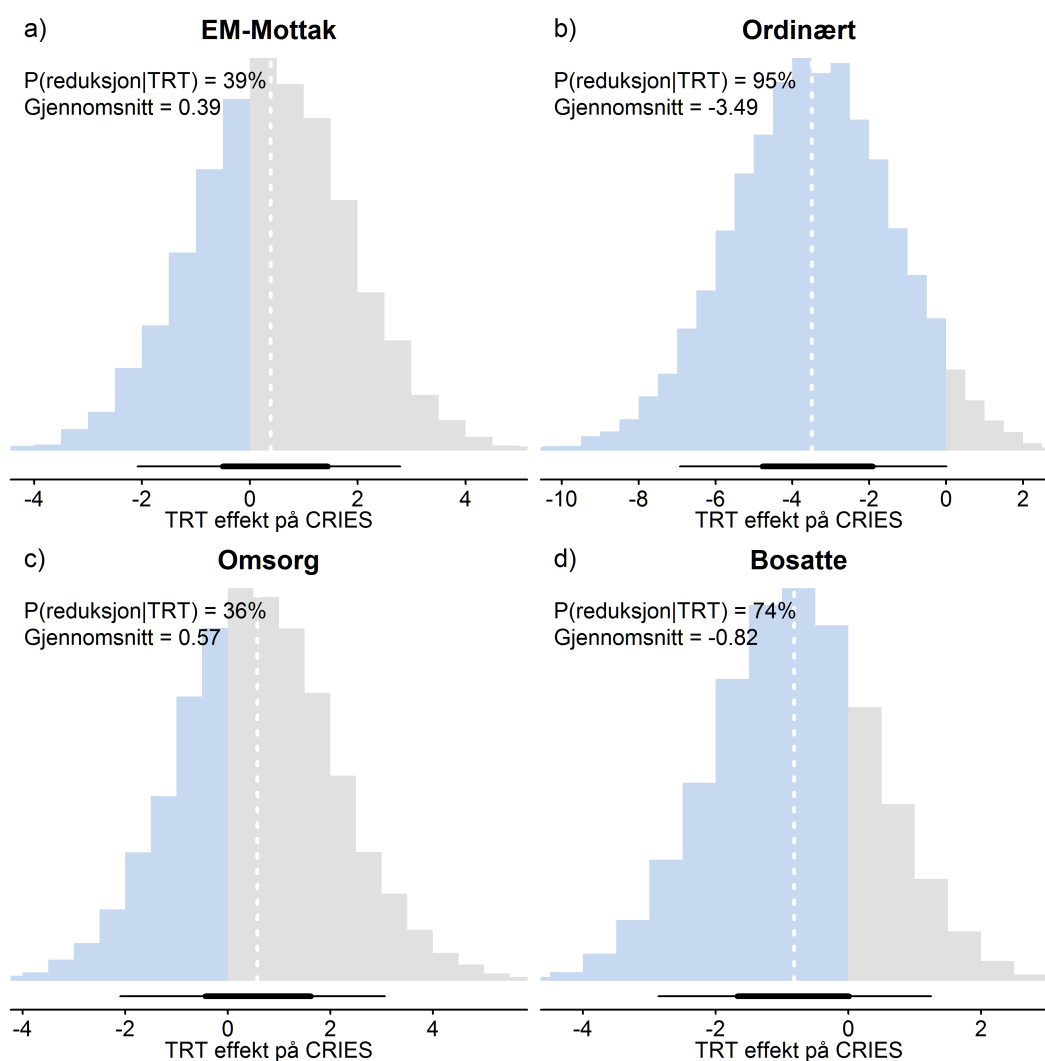 a)
EM-Mottak
P(reduksjon|TRT) = 39%
Gjennomsnitt = 0.39
-4 -2 0 2 4
TRT effekt på CRIES
b)
Ordinært
P(reduksjon|TRT) = 95%
Gjennomsnitt = -3.49
-10 -8 -6 -4 -2 0 2
TRT effekt på CRIES
c)
Omsorg
P(reduksjon|TRT) = 36%
Gjennomsnitt = 0.57
-4 -2 0 2 4
TRT effekt på CRIES
d)
Bosatte
P(reduksjon|TRT) = 74%
Gjennomsnitt = -0.82
-4 -2 0 2
TRT effekt på CRIES